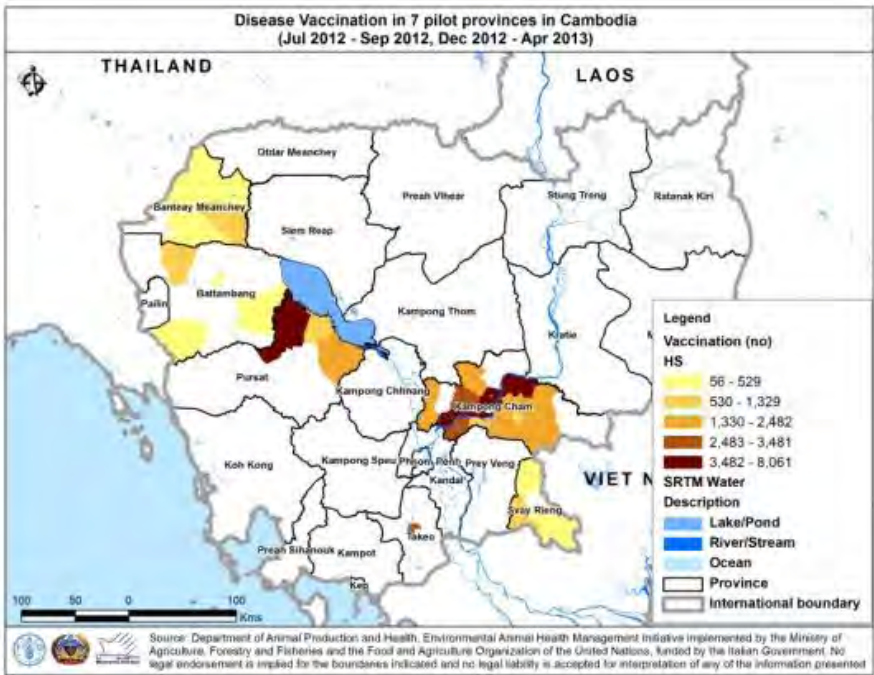 Disease Vaccination in 7 pilot provinces in Cambodia
(Jul 2012 - Sep 2012, Dec 2012 - Apr 2013)
THAILAND
LAOS
Oddar Meanchey
Preah Vihear
Stung Treng
Ratanak Kiri
Banteay Meanchey
Siem Reap
Battambang
Pailin
Kampong Thom
Kratie
M
Pursat
Kampong Chhnang
Kampong Cham
Koh Kong
Kampong Speu
Phnom Penh
Prey Veng
Kandal
VIET N
Svay Rieng
Takeo
Preah Sihanouk
Kampot
Kep
Legend
Vaccination (no)
HS
56 - 529
530 - 1,329
1,330 - 2,482
2,483 - 3,481
3,482 - 8,061
SRTM Water
Description
Lake/Pond
River/Stream
Ocean
Province
International boundary
100 50 0 100
Kms
Source: Department of Animal Production and Health, Environmental Animal Health Management Initiative implemented by the Ministry of
Agriculture, Forestry and Fisheries and the Food and Agriculture Organization of the United Nations, funded by the Italian Government. No
legal endorsement is implied for the boundaries indicated and no legal liability is accepted for interpretation of any of the information presented